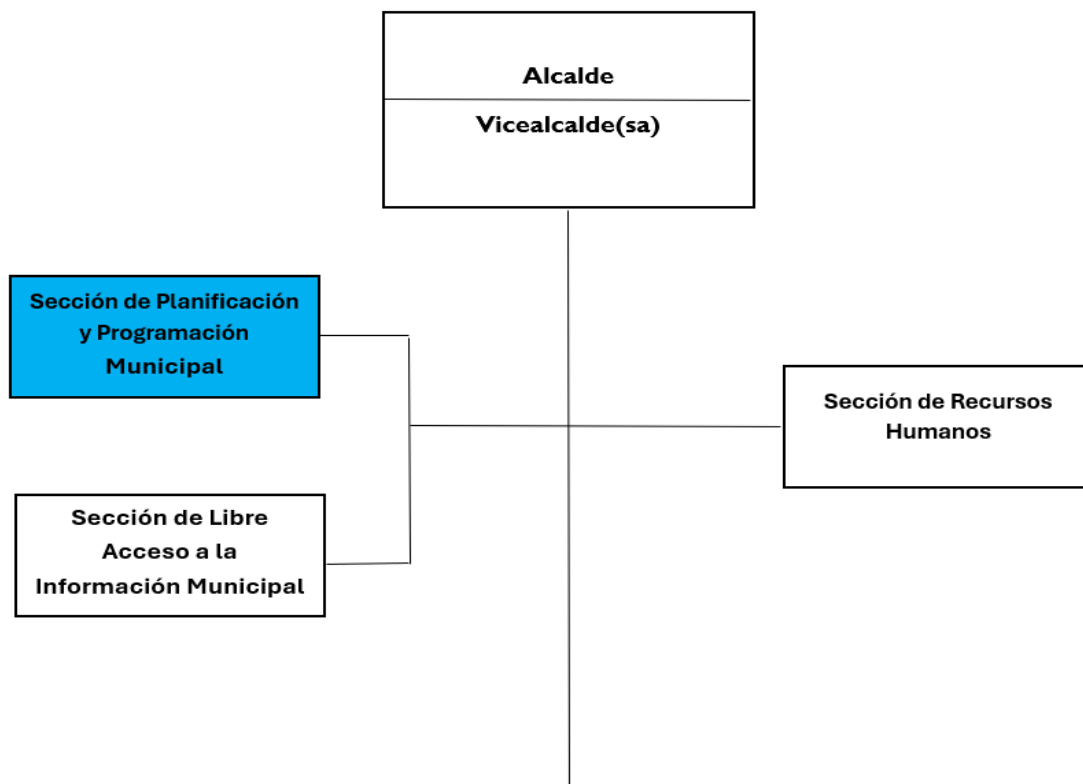 Alcalde
Vicealcalde(sa)
Sección de Planificación
y Programación
Municipal
Sección de Recursos
Humanos
Sección de Libre
Acceso a la
Información Municipal